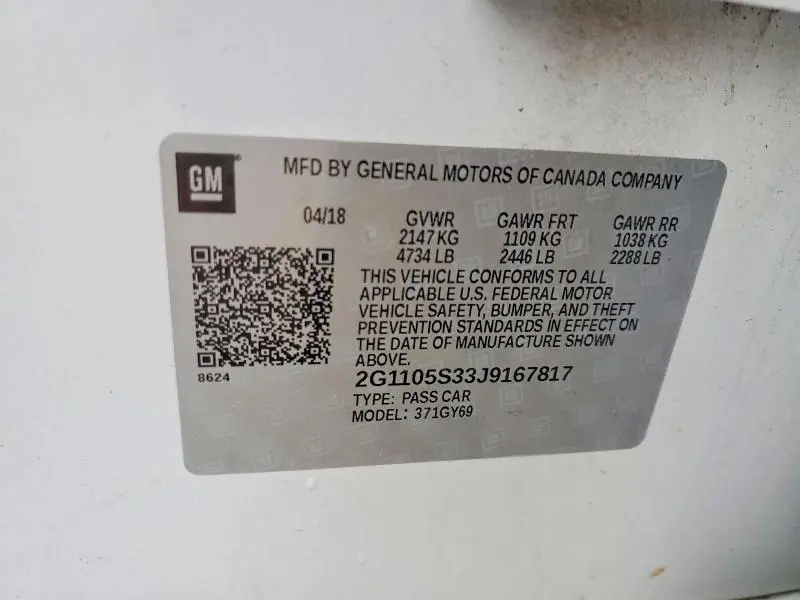 GM
MFD BY GENERAL MOTORS OF CANADA COMPANY
04/18 GVWR GAWR FRT GAWR RR
2147 KG 1109 KG 1038 KG
4734 LB 2446 LB 2288 LB
THIS VEHICLE CONFORMS TO ALL
APPLICABLE U.S. FEDERAL MOTOR
VEHICLE SAFETY, BUMPER, AND THEFT
PREVENTION STANDARDS IN EFFECT ON
THE DATE OF MANUFACTURE SHOWN
ABOVE.
8624
2G1105S33J9167817
TYPE: PASS CAR
MODEL: 371GY69